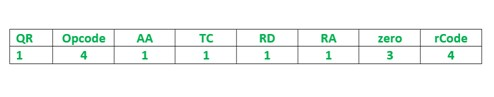 QR Opcode AA TC RD RA zero rCode
1 4 1 1 1 1 3 4